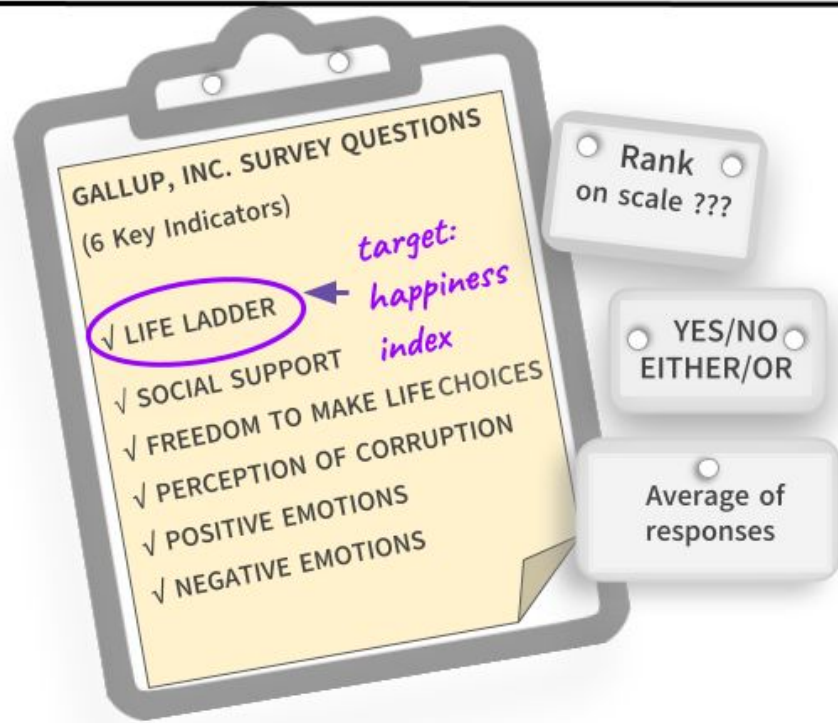 GALLUP, INC. SURVEY QUESTIONS
(6 Key Indicators)
√ LIFE LADDER
target:
happiness
index
√ SOCIAL SUPPORT
√ FREEDOM TO MAKE LIFE CHOICES
√ PERCEPTION OF CORRUPTION
√ POSITIVE EMOTIONS
√ NEGATIVE EMOTIONS
Rank
on scale ???
YES/NO
EITHER/OR
Average of
responses